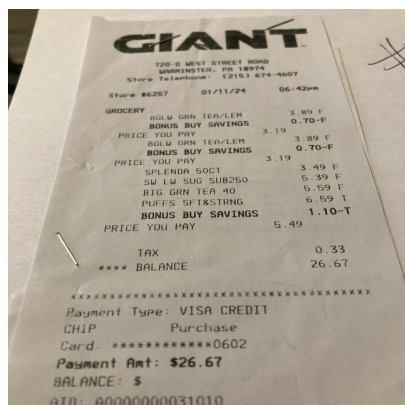 GIANT
720-D WEST STREET ROAD
WARMINSTER, PA 18974
Store Telephone: (215) 674-4607
Store #6257 01/11/24 06:42pm
GROCERY
BGLW GRN TEA/LEM 3.89 F
BONUS BUY SAVINGS 0.70-F
PRICE YOU PAY 3.19
BGLW GRN TEA/LEM 3.89 F
BONUS BUY SAVINGS 0.70-F
PRICE YOU PAY 3.19
SPLENDA 50CT 3.49 F
SW LW SUG SUB250 5.39 F
BIG GRN TEA 40 5.59 F
PUFFS SFT&STRNG 6.59 T
BONUS BUY SAVINGS 1.10-T
PRICE YOU PAY 5.49
TAX 0.33
**** BALANCE 26.67
Payment Type: VISA CREDIT
CHIP Purchase
Card: ************0602
Payment Amt: $26.67
BALANCE: $
AID: A0000000031010